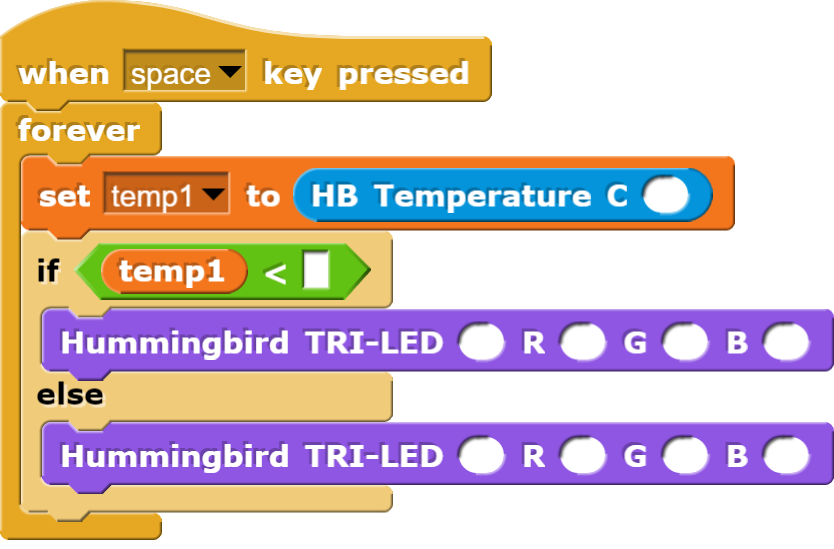 when space key pressed
forever
set temp1 to HB Temperature C
if temp1 <
Hummingbird TRI-LED R G B
else
Hummingbird TRI-LED R G B